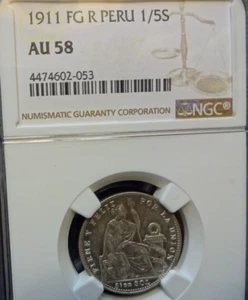 1911 FG R PERU 1/5S
AU 58
4474602-053
NUMISMATIC GUARANTY CORPORATION
NGC
FIRME Y FELIZ POR LA UNION